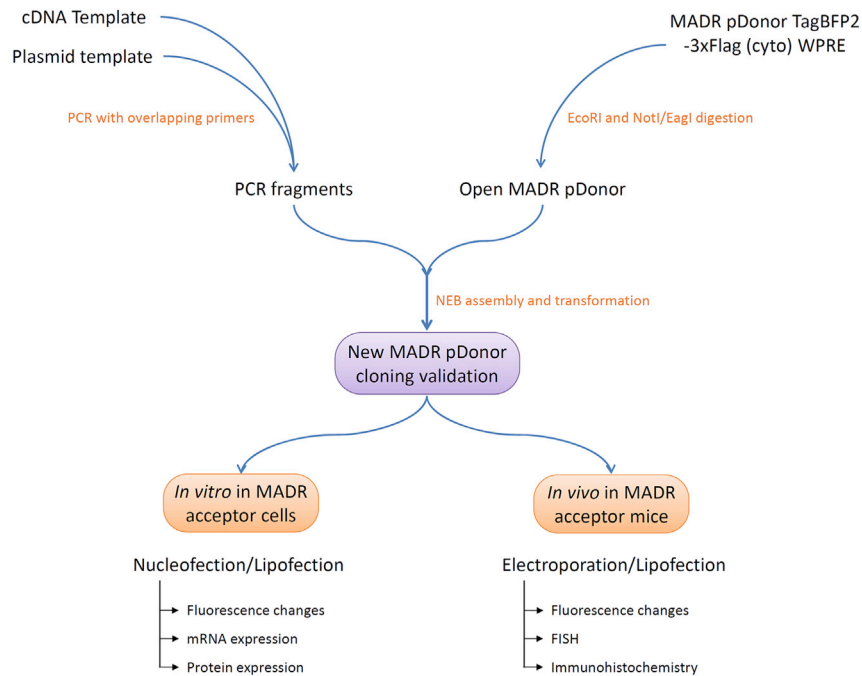 cDNA Template
Plasmid template
MADR pDonor TagBFP2
-3xFlag (cyto) WPRE
PCR with overlapping primers
EcoRI and NotI/EagI digestion
PCR fragments
Open MADR pDonor
NEB assembly and transformation
New MADR pDonor
cloning validation
In vitro in MADR
acceptor cells
In vivo in MADR
acceptor mice
Nucleofection/Lipofection
Fluorescence changes
mRNA expression
Protein expression
Electroporation/Lipofection
Fluorescence changes
FISH
Immunohistochemistry